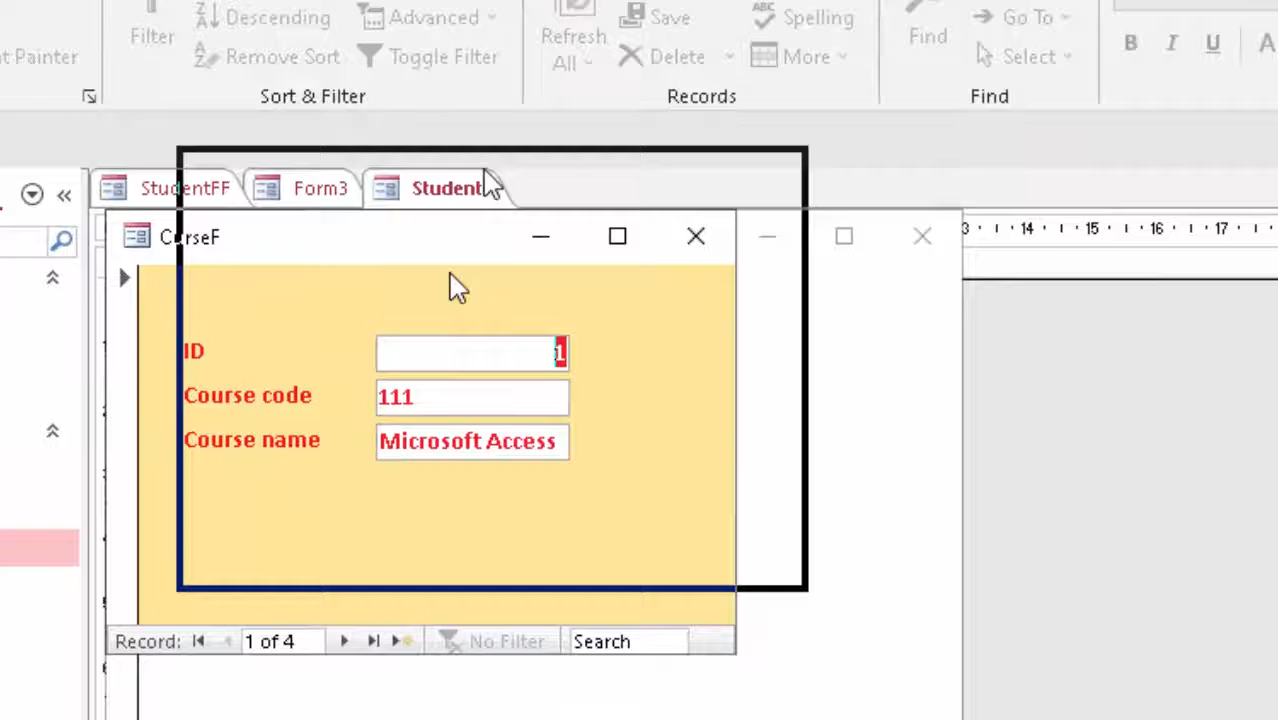 Descending
Advanced
Save
ABC
Spelling
Go To
Filter
Refresh
Find
B I U A
t Painter
Remove Sort
Toggle Filter
All
Delete
More
Select
Sort & Filter
Records
Find
StudentFF
Form3
Student
CurseF
3 14 15 16 17
ID
1
Course code
111
Course name
Microsoft Access
Record: 1 of 4 No Filter Search